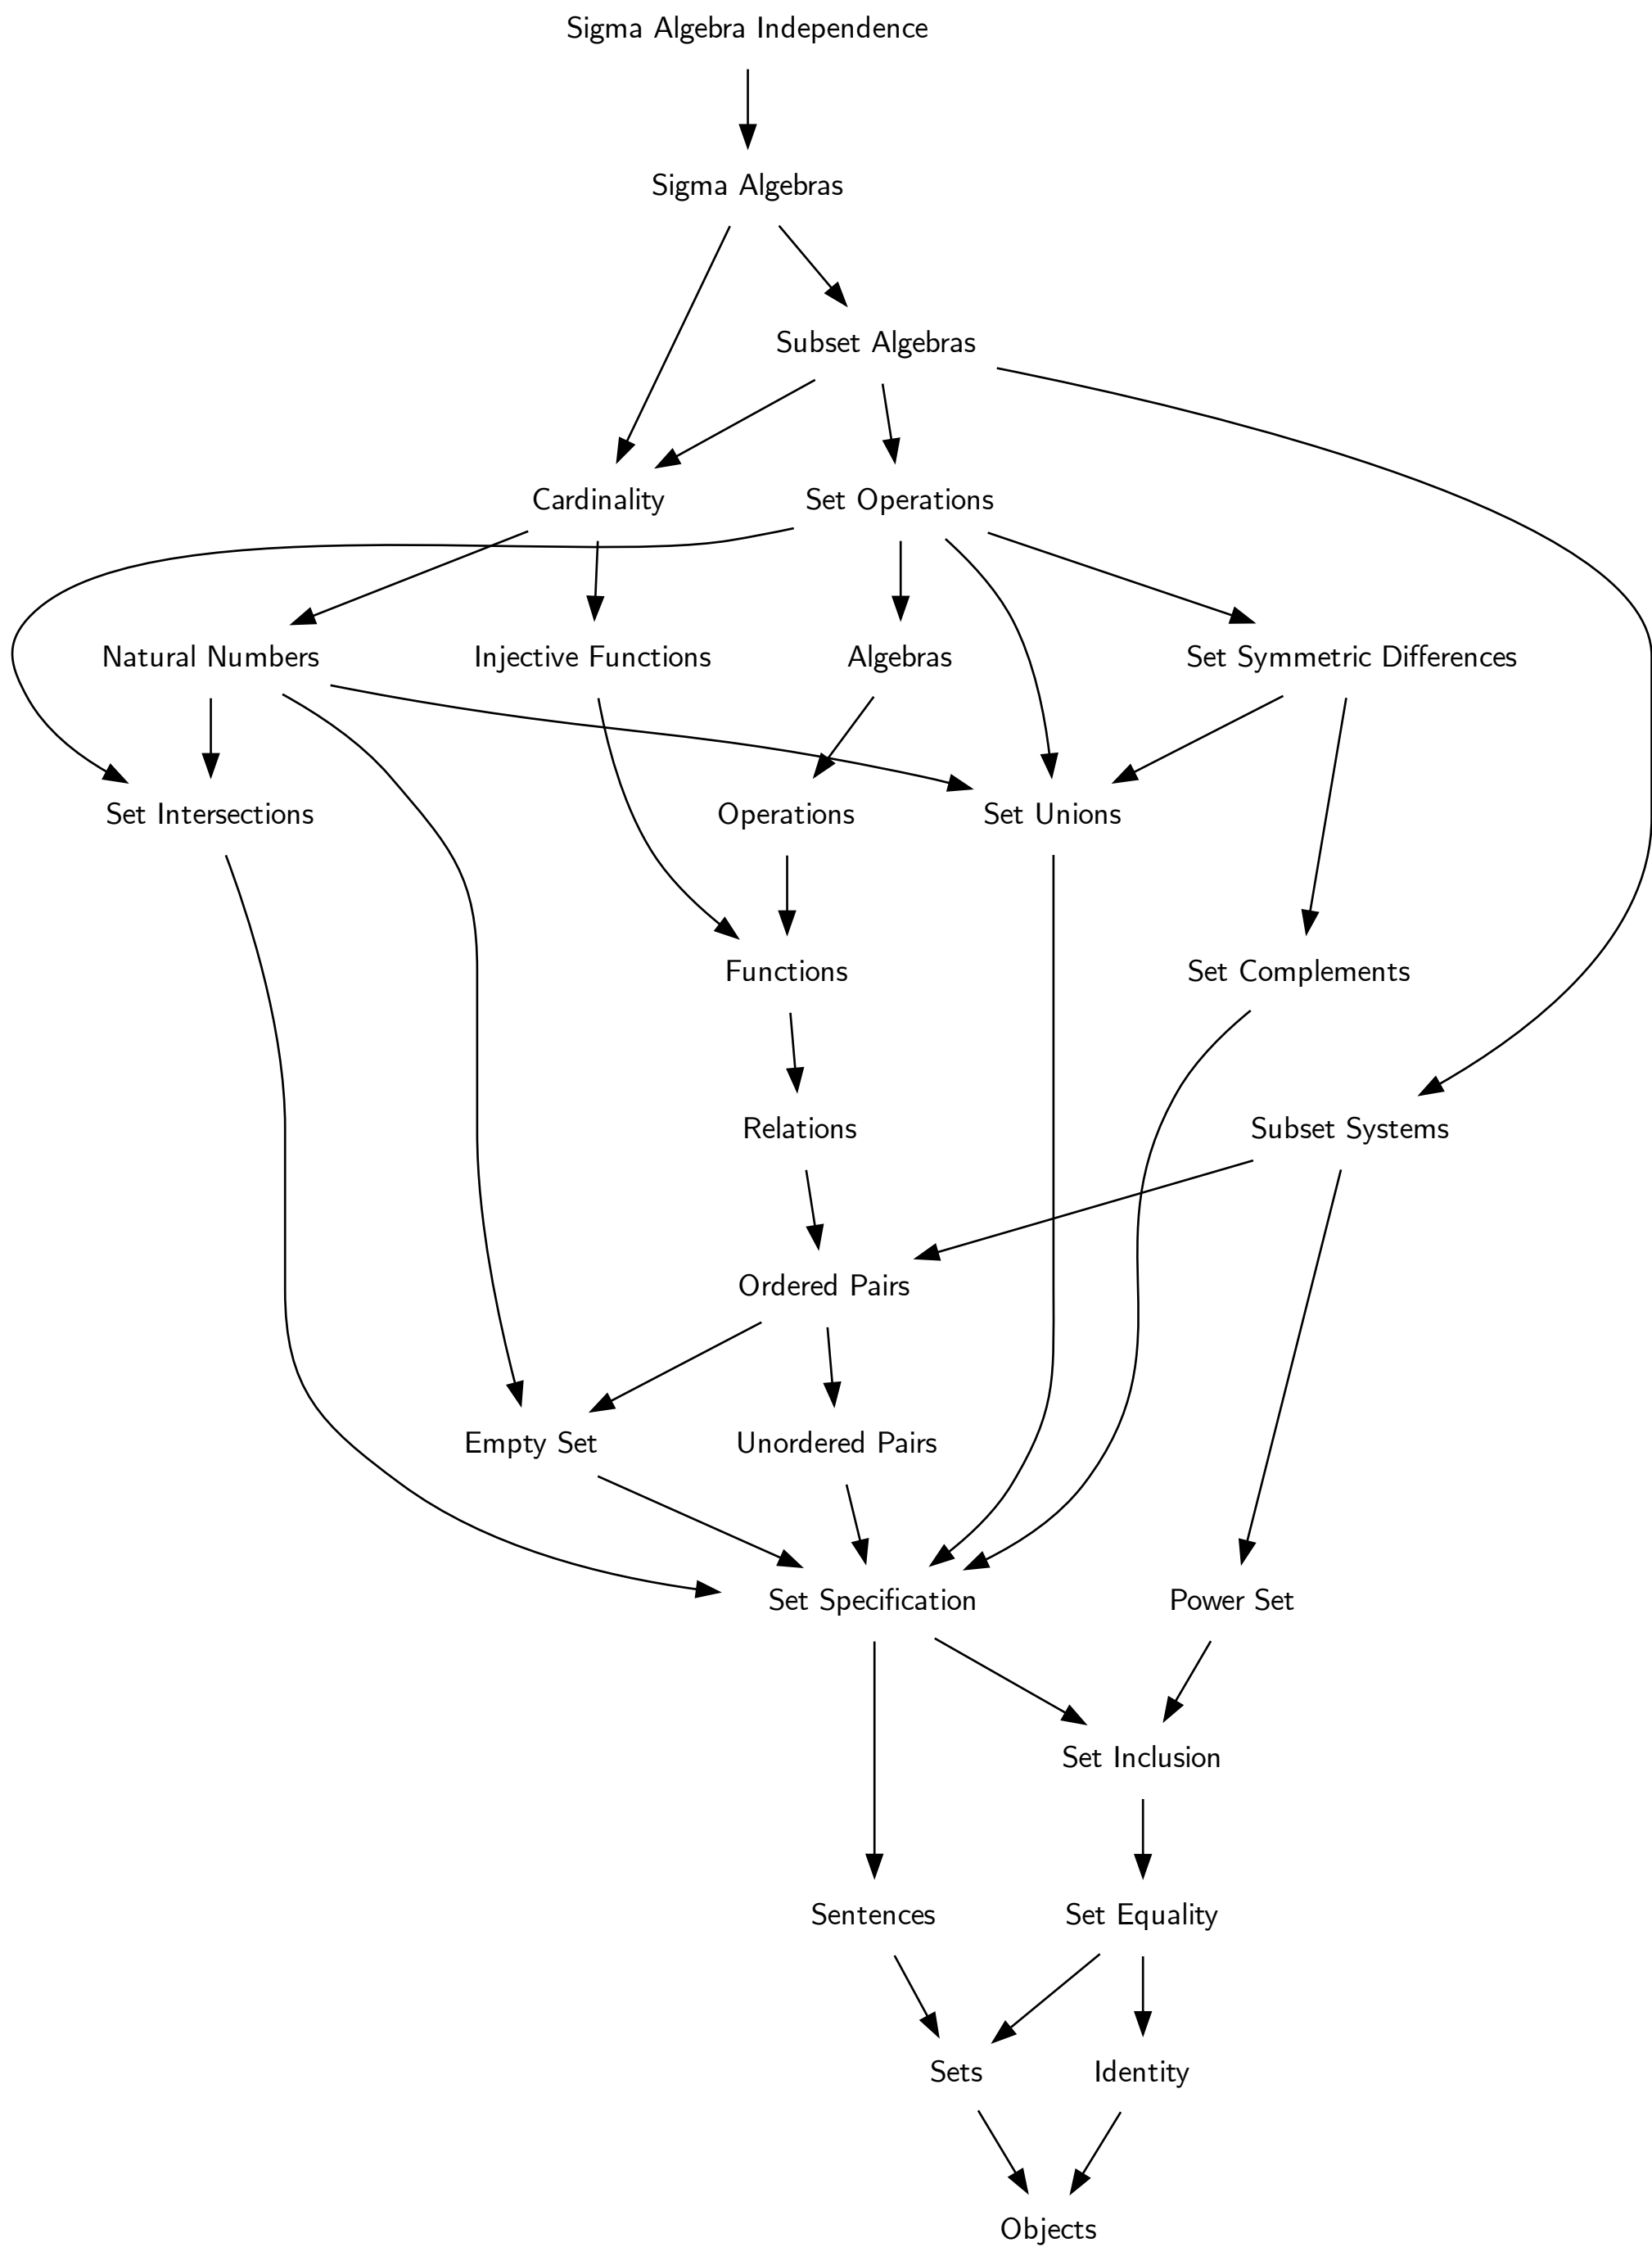 Sigma Algebra Independence
Sigma Algebras
Subset Algebras
Cardinality
Set Operations
Natural Numbers
Injective Functions
Algebras
Set Symmetric Differences
Set Intersections
Operations
Set Unions
Functions
Set Complements
Relations
Subset Systems
Ordered Pairs
Empty Set
Unordered Pairs
Set Specification
Power Set
Set Inclusion
Sentences
Set Equality
Sets
Identity
Objects